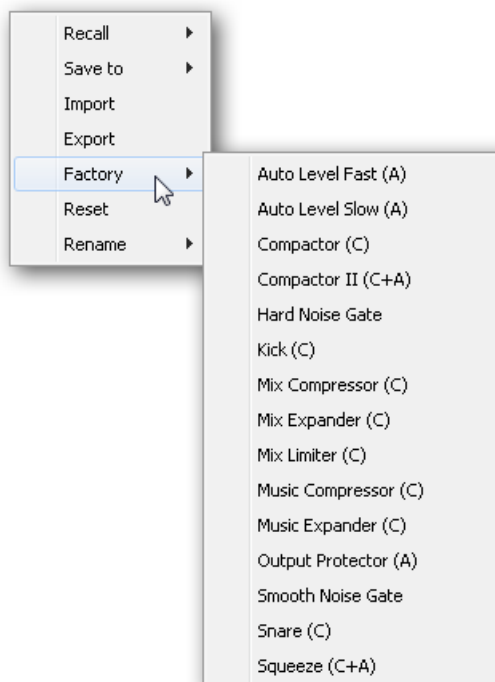 Recall
Save to
Import
Export
Factory
Reset
Rename
Auto Level Fast (A)
Auto Level Slow (A)
Compactor (C)
Compactor II (C+A)
Hard Noise Gate
Kick (C)
Mix Compressor (C)
Mix Expander (C)
Mix Limiter (C)
Music Compressor (C)
Music Expander (C)
Output Protector (A)
Smooth Noise Gate
Snare (C)
Squeeze (C+A)